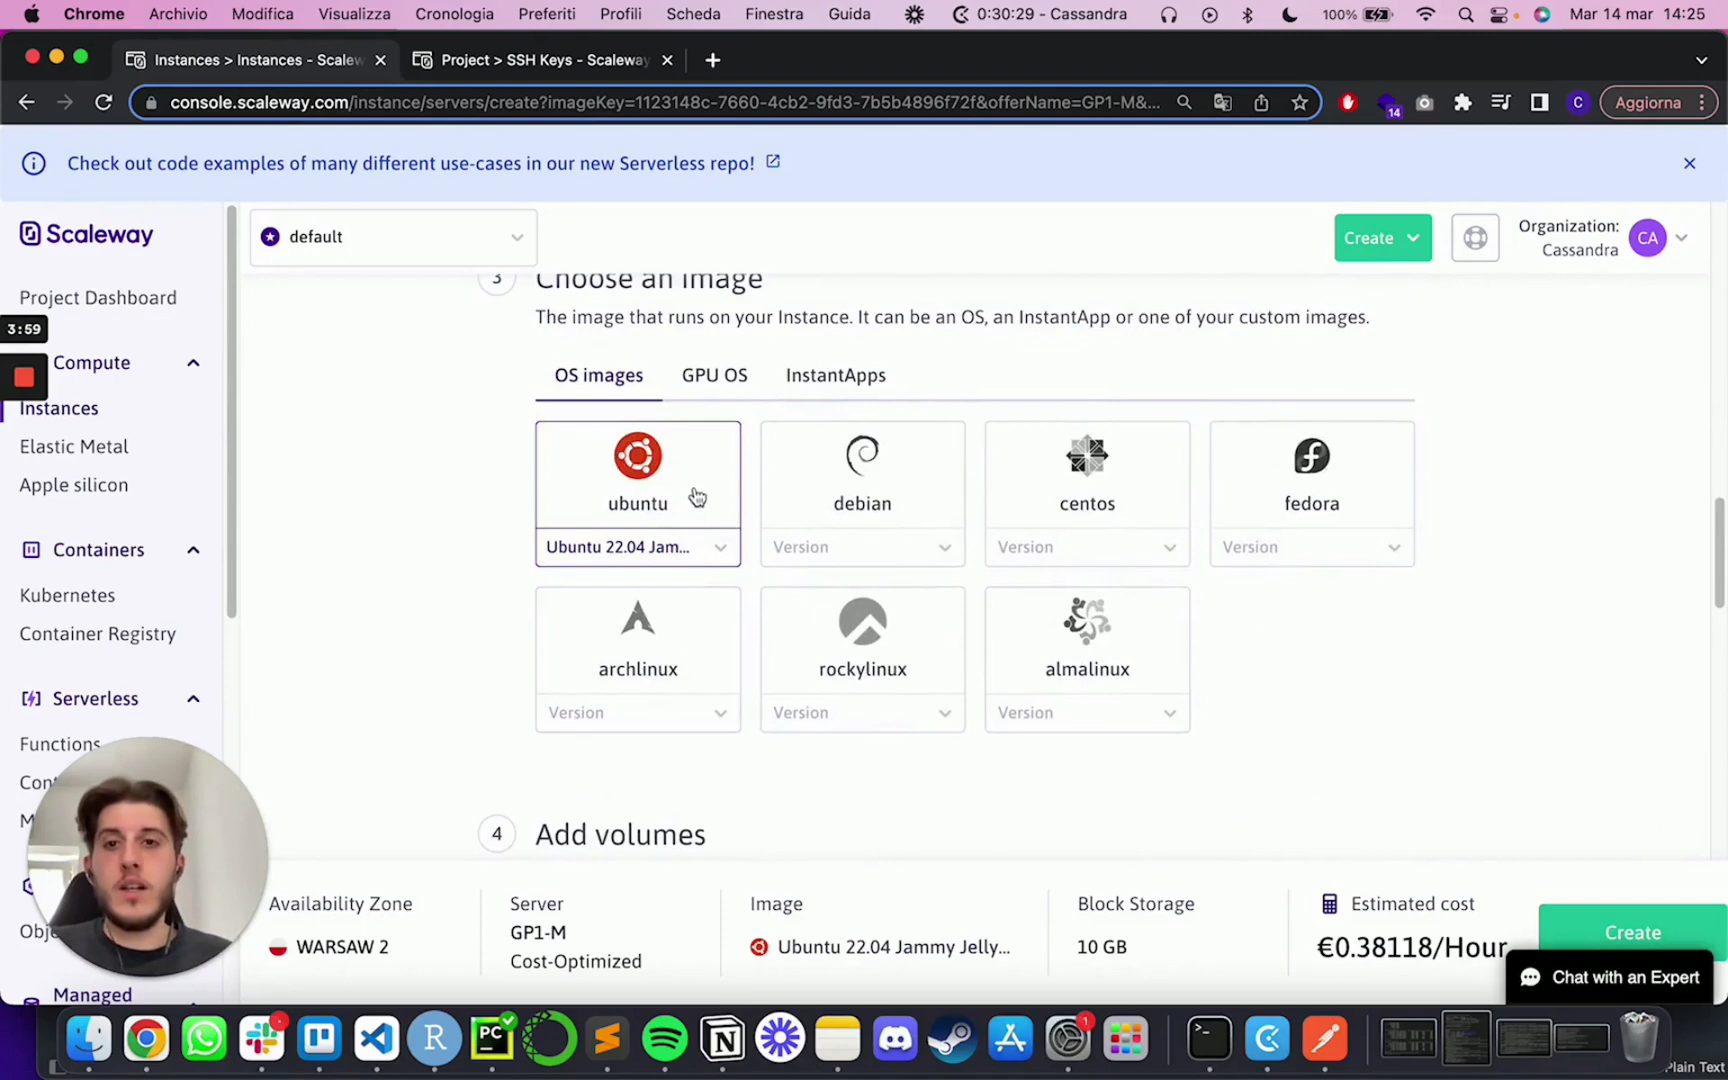 Chrome Archivio Modifica Visualizza Cronologia Preferiti Profili Scheda Finestra Guida 0:30:29 - Cassandra 100% Mar 14 mar 14:25
Instances > Instances - Scalew
Project > SSH Keys - Scaleway
console.scaleway.com/instance/servers/create?imageKey=1123148c-7660-4cb2-9fd3-7b5b4896f72f&offerName=GP1-M&...
14
C
Aggiorna
Check out code examples of many different use-cases in our new Serverless repo!
Scaleway
default
Create
Organization:
Cassandra
CA
Project Dashboard
3:59
Compute
Instances
Elastic Metal
Apple silicon
Containers
Kubernetes
Container Registry
Serverless
Functions
Con
M
Obje
Managed
3 Choose an image
The image that runs on your Instance. It can be an OS, an InstantApp or one of your custom images.
OS images GPU OS InstantApps
ubuntu debian centos fedora
Ubuntu 22.04 Jam... Version Version Version
archlinux rockylinux almalinux
Version Version Version
4 Add volumes
Availability Zone Server Image Block Storage Estimated cost
WARSAW 2 GP1-M Ubuntu 22.04 Jammy Jelly... 10 GB €0.38118/Hour
Cost-Optimized
Create
Chat with an Expert
R
PC
1
Plain Text